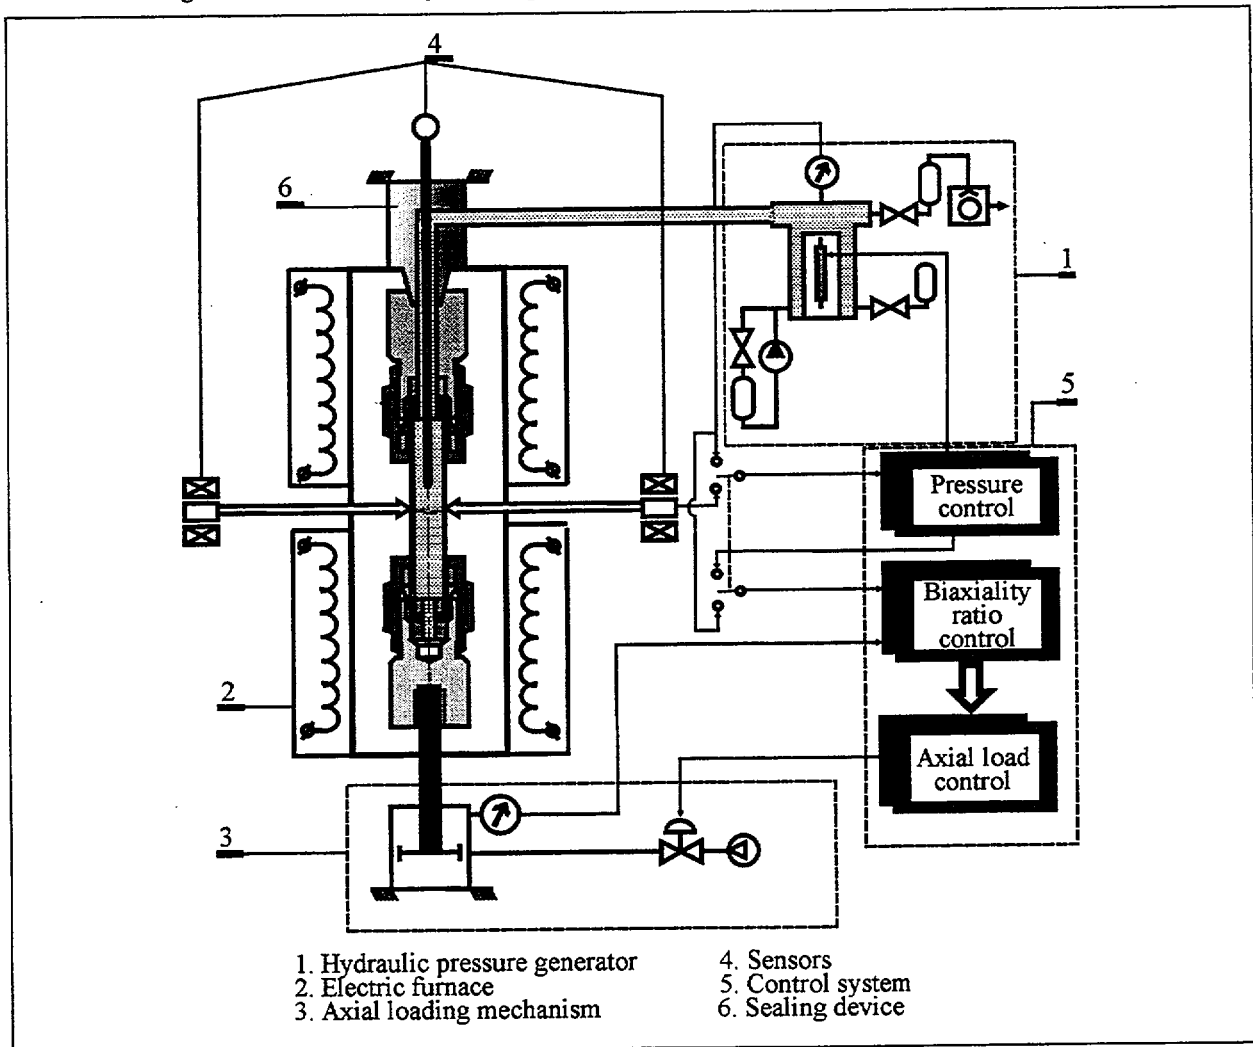 4
6
1
5
Pressure
control
Biaxiality
ratio
control
2
Axial load
control
3
1. Hydraulic pressure generator
2. Electric furnace
3. Axial loading mechanism
4. Sensors
5. Control system
6. Sealing device